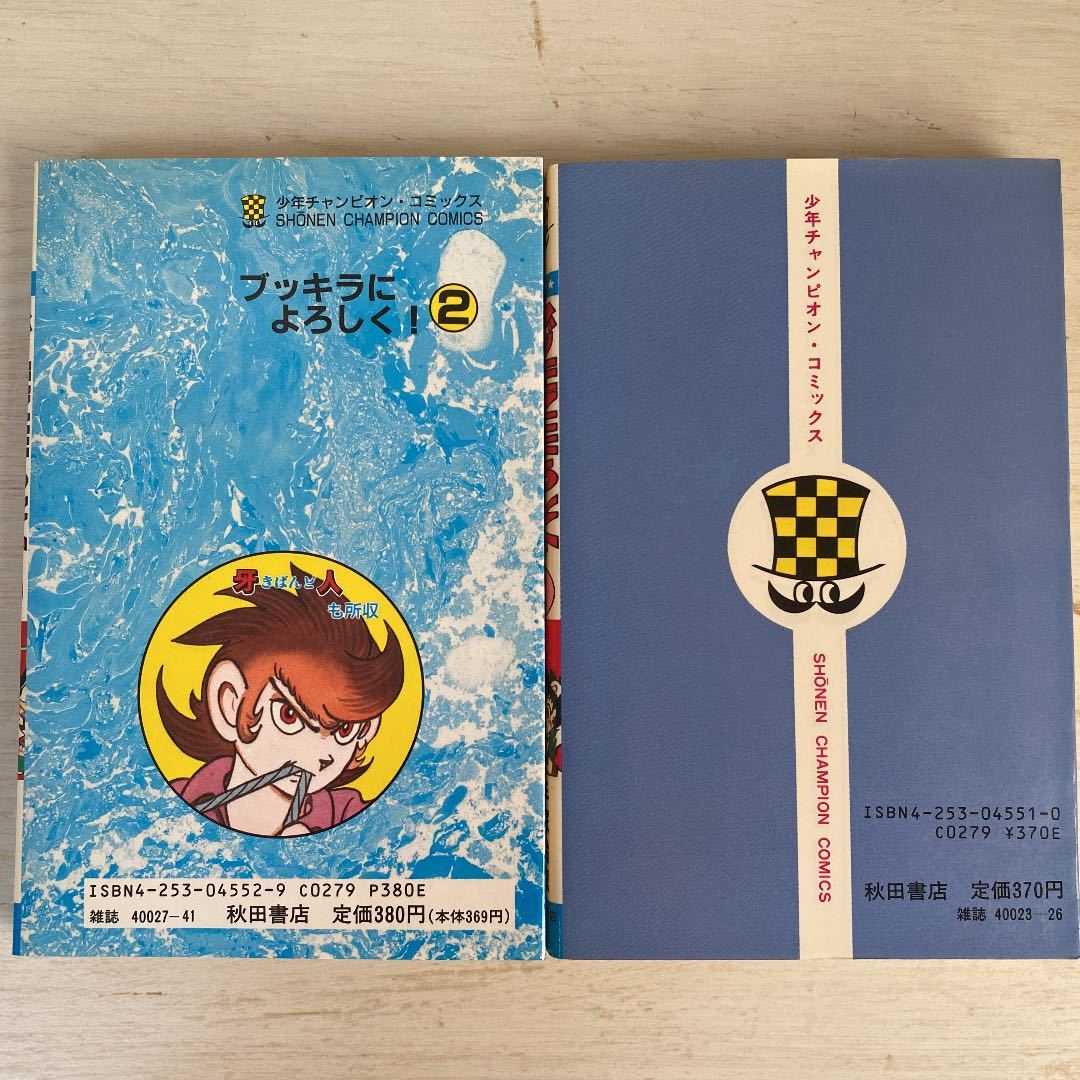 少年チャンピオン・コミックス
SHŌNEN CHAMPION COMICS
ブッキラに
よろしく!
2
牙きばんど人
も所収
ISBN4-253-04552-9 C0279 P380E
雑誌 40027-41 秋田書店 定価380円(本体369円)
少年チャンピオン・コミックス
SHŌNEN CHAMPION COMICS
ISBN4-253-04551-0
C0279 ¥370E
秋田書店 定価370円
雑誌 40023-26